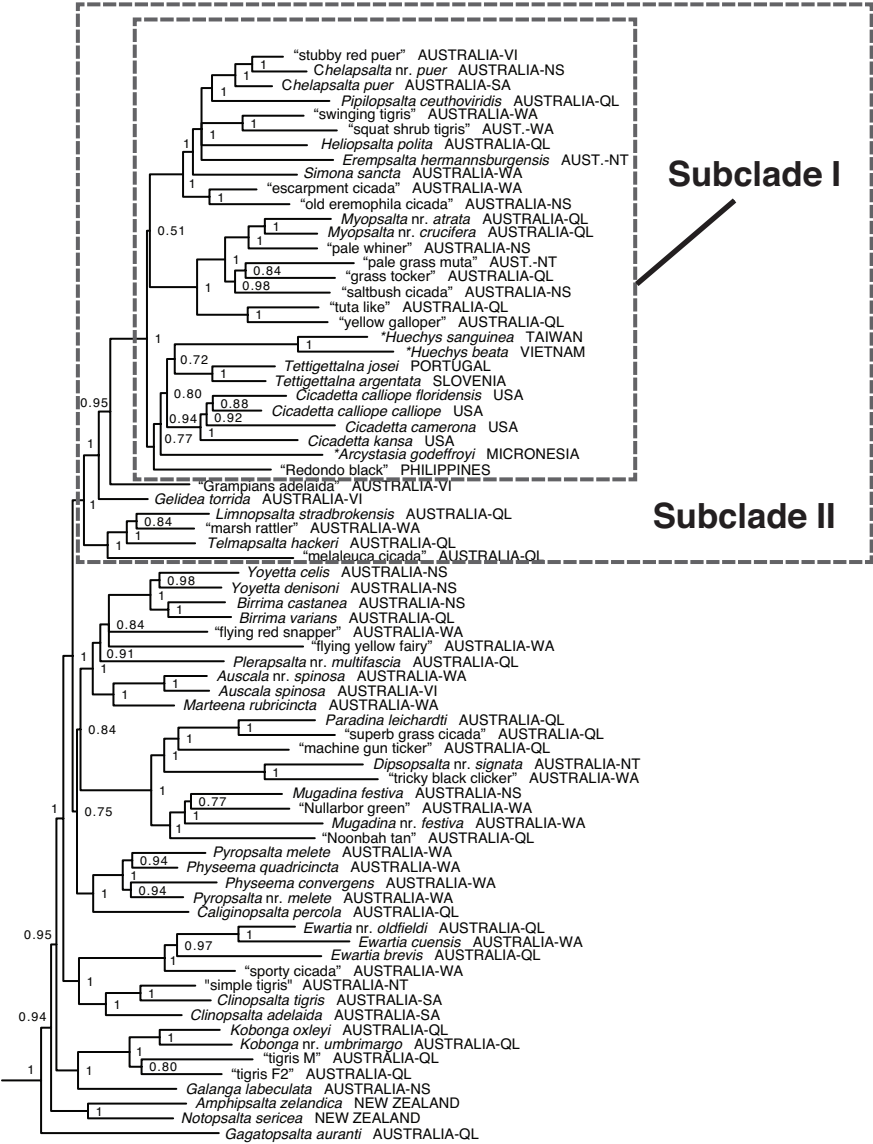 “stubby red puer” AUSTRALIA-VI
Chelapsalta nr. puer AUSTRALIA-NS
Chelapsalta puer AUSTRALIA-SA
Pipilopsalta ceuthoviridis AUSTRALIA-QL
“swinging tigris” AUSTRALIA-WA
“squat shrub tigris” AUST.-WA
Heliopsalta polita AUSTRALIA-QL
Erempsalta hermannsburgensis AUST.-NT
Simona sancta AUSTRALIA-WA
“escarpment cicada” AUSTRALIA-WA
“old eremophila cicada” AUSTRALIA-NS
Myopsalta nr. atrata AUSTRALIA-QL
Myopsalta nr. crucifera AUSTRALIA-QL
“pale whiner” AUSTRALIA-NS
“pale grass muta” AUST.-NT
“grass tocker” AUSTRALIA-QL
“saltbush cicada” AUSTRALIA-NS
“tuta like” AUSTRALIA-QL
“yellow galloper” AUSTRALIA-QL
*Huechys sanguinea TAIWAN
*Huechys beata VIETNAM
Tettigettalna josei PORTUGAL
Tettigettalna argentata SLOVENIA
Cicadetta calliope floridensis USA
Cicadetta calliope calliope USA
Cicadetta camerona USA
Cicadetta kansa USA
*Arcystasia godeffroyi MICRONESIA
“Redondo black” PHILIPPINES
“Grampians adelaida” AUSTRALIA-VI
Gelidea torrida AUSTRALIA-VI
Limnopsalta stradbrokensis AUSTRALIA-QL
“marsh rattler” AUSTRALIA-WA
Telmapsalta hackeri AUSTRALIA-QL
“melaleuca cicada” AUSTRALIA-QL
Yoyetta celis AUSTRALIA-NS
Yoyetta denisoni AUSTRALIA-NS
Birrima castanea AUSTRALIA-NS
Birrima varians AUSTRALIA-QL
“flying red snapper” AUSTRALIA-WA
“flying yellow fairy” AUSTRALIA-WA
Plerapsalta nr. multifascia AUSTRALIA-QL
Auscala nr. spinosa AUSTRALIA-WA
Auscala spinosa AUSTRALIA-VI
Marteena rubricincta AUSTRALIA-WA
Paradina leichardti AUSTRALIA-QL
“superb grass cicada” AUSTRALIA-QL
“machine gun ticker” AUSTRALIA-QL
Dipsopsalta nr. signata AUSTRALIA-NT
“tricky black clicker” AUSTRALIA-WA
Mugadina festiva AUSTRALIA-NS
“Nullarbor green” AUSTRALIA-WA
Mugadina nr. festiva AUSTRALIA-WA
“Noonbah tan” AUSTRALIA-QL
Pyropsalta melete AUSTRALIA-WA
Physeema quadricincta AUSTRALIA-WA
Physeema convergens AUSTRALIA-WA
Pyropsalta nr. melete AUSTRALIA-WA
Caliginopsalta percola AUSTRALIA-QL
Ewartia nr. oldfieldi AUSTRALIA-QL
Ewartia cuensis AUSTRALIA-WA
Ewartia brevis AUSTRALIA-QL
“sporty cicada” AUSTRALIA-WA
"simple tigris" AUSTRALIA-NT
Clinopsalta tigris AUSTRALIA-SA
Clinopsalta adelaida AUSTRALIA-SA
Kobonga oxleyi AUSTRALIA-QL
Kobonga nr. umbrimargo AUSTRALIA-QL
“tigris M” AUSTRALIA-QL
“tigris F2” AUSTRALIA-QL
Galanga labeculata AUSTRALIA-NS
Amphipsalta zelandica NEW ZEALAND
Notopsalta sericea NEW ZEALAND
Gagatopsalta auranti AUSTRALIA-QL
Subclade I
Subclade II
1
1
1
1
1
1
1
1
0.51
1
1
1
1
0.84
0.98
1
1
1
1
0.72
1
0.80
0.88
0.94
0.92
0.77
1
0.95
1
1
1
0.84
1
0.98
1
1
0.84
0.91
1
1
1
1
0.84
1
1
1
1
1
0.77
1
1
0.75
1
0.94
1
0.94
1
0.95
1
0.97
1
1
1
1
0.94
1
1
0.80
1
1
1